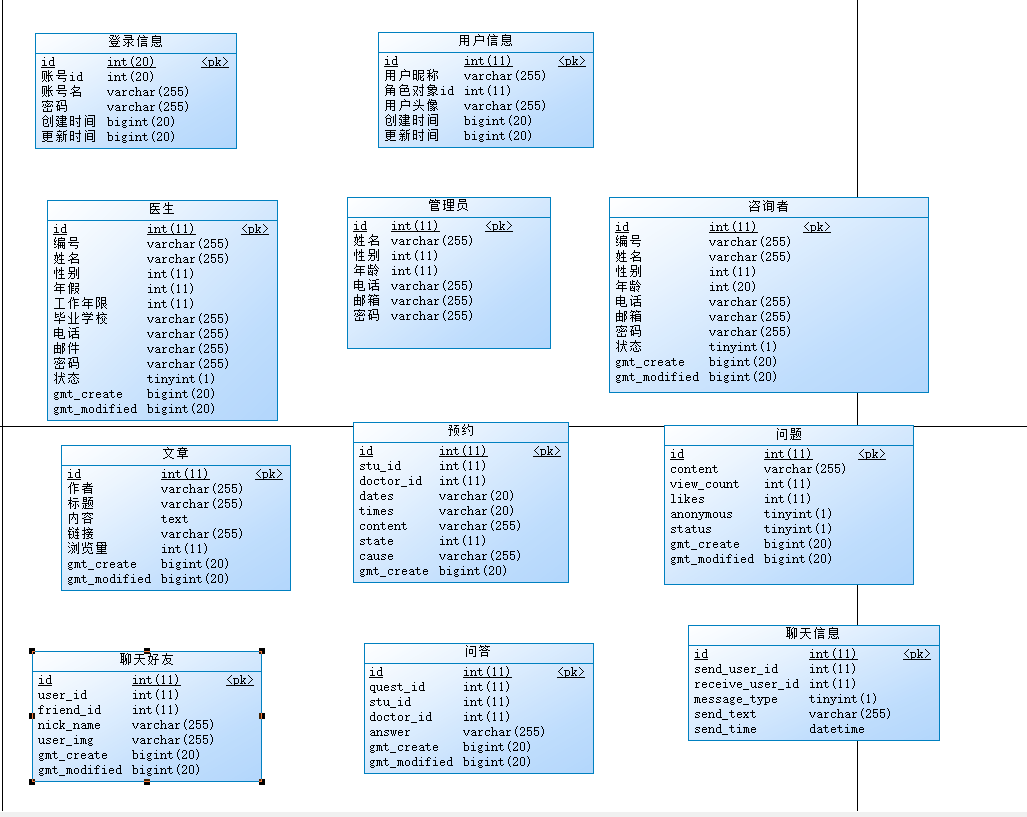 登录信息
id int(20) <pk>
账号id int(20)
账号名 varchar(255)
密码 varchar(255)
创建时间 bigint(20)
更新时间 bigint(20)
用户信息
id int(11) <pk>
用户昵称 varchar(255)
角色对象id int(11)
用户头像 varchar(255)
创建时间 bigint(20)
更新时间 bigint(20)
医生
id int(11) <pk>
编号 varchar(255)
姓名 varchar(255)
性别 int(11)
年假 int(11)
工作年限 int(11)
毕业学校 varchar(255)
电话 varchar(255)
邮件 varchar(255)
密码 varchar(255)
状态 tinyint(1)
gmt_create bigint(20)
gmt_modified bigint(20)
管理员
id int(11) <pk>
姓名 varchar(255)
性别 int(11)
年龄 int(11)
电话 varchar(255)
邮箱 varchar(255)
密码 varchar(255)
咨询者
id int(11) <pk>
编号 varchar(255)
姓名 varchar(255)
性别 int(11)
年龄 int(20)
电话 varchar(255)
邮箱 varchar(255)
密码 varchar(255)
状态 tinyint(1)
gmt_create bigint(20)
gmt_modified bigint(20)
文章
id int(11) <pk>
作者 varchar(255)
标题 varchar(255)
内容 text
链接 varchar(255)
浏览量 int(11)
gmt_create bigint(20)
gmt_modified bigint(20)
预约
id int(11) <pk>
stu_id int(11)
doctor_id int(11)
dates varchar(20)
times varchar(20)
content varchar(255)
state int(11)
cause varchar(255)
gmt_create bigint(20)
问题
id int(11) <pk>
content varchar(255)
view_count int(11)
likes int(11)
anonymous tinyint(1)
status tinyint(1)
gmt_create bigint(20)
gmt_modified bigint(20)
聊天好友
id int(11) <pk>
user_id int(11)
friend_id int(11)
nick_name varchar(255)
user_img varchar(255)
gmt_create bigint(20)
gmt_modified bigint(20)
问答
id int(11) <pk>
quest_id int(11)
stu_id int(11)
doctor_id int(11)
answer varchar(255)
gmt_create bigint(20)
gmt_modified bigint(20)
聊天信息
id int(11) <pk>
send_user_id int(11)
receive_user_id int(11)
message_type tinyint(1)
send_text varchar(255)
send_time datetime